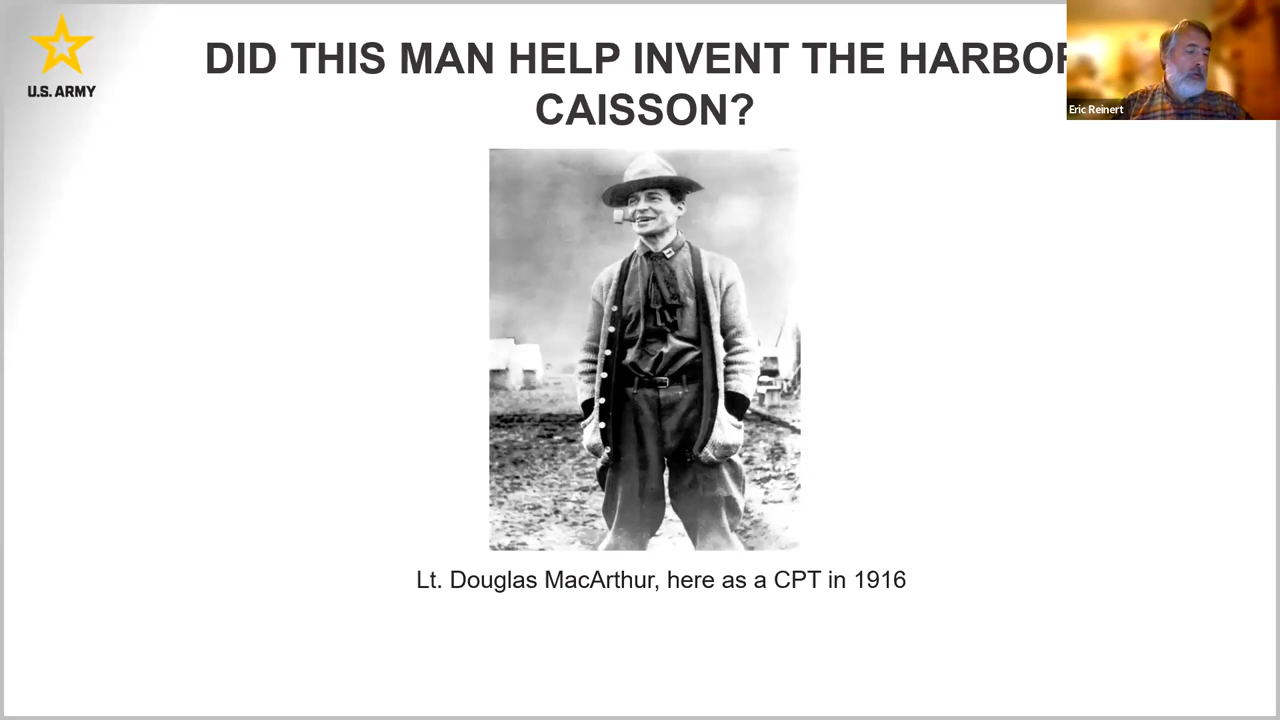 DID THIS MAN HELP INVENT THE HARBOR
CAISSON?
U.S. ARMY
Eric Reinert
Lt. Douglas MacArthur, here as a CPT in 1916